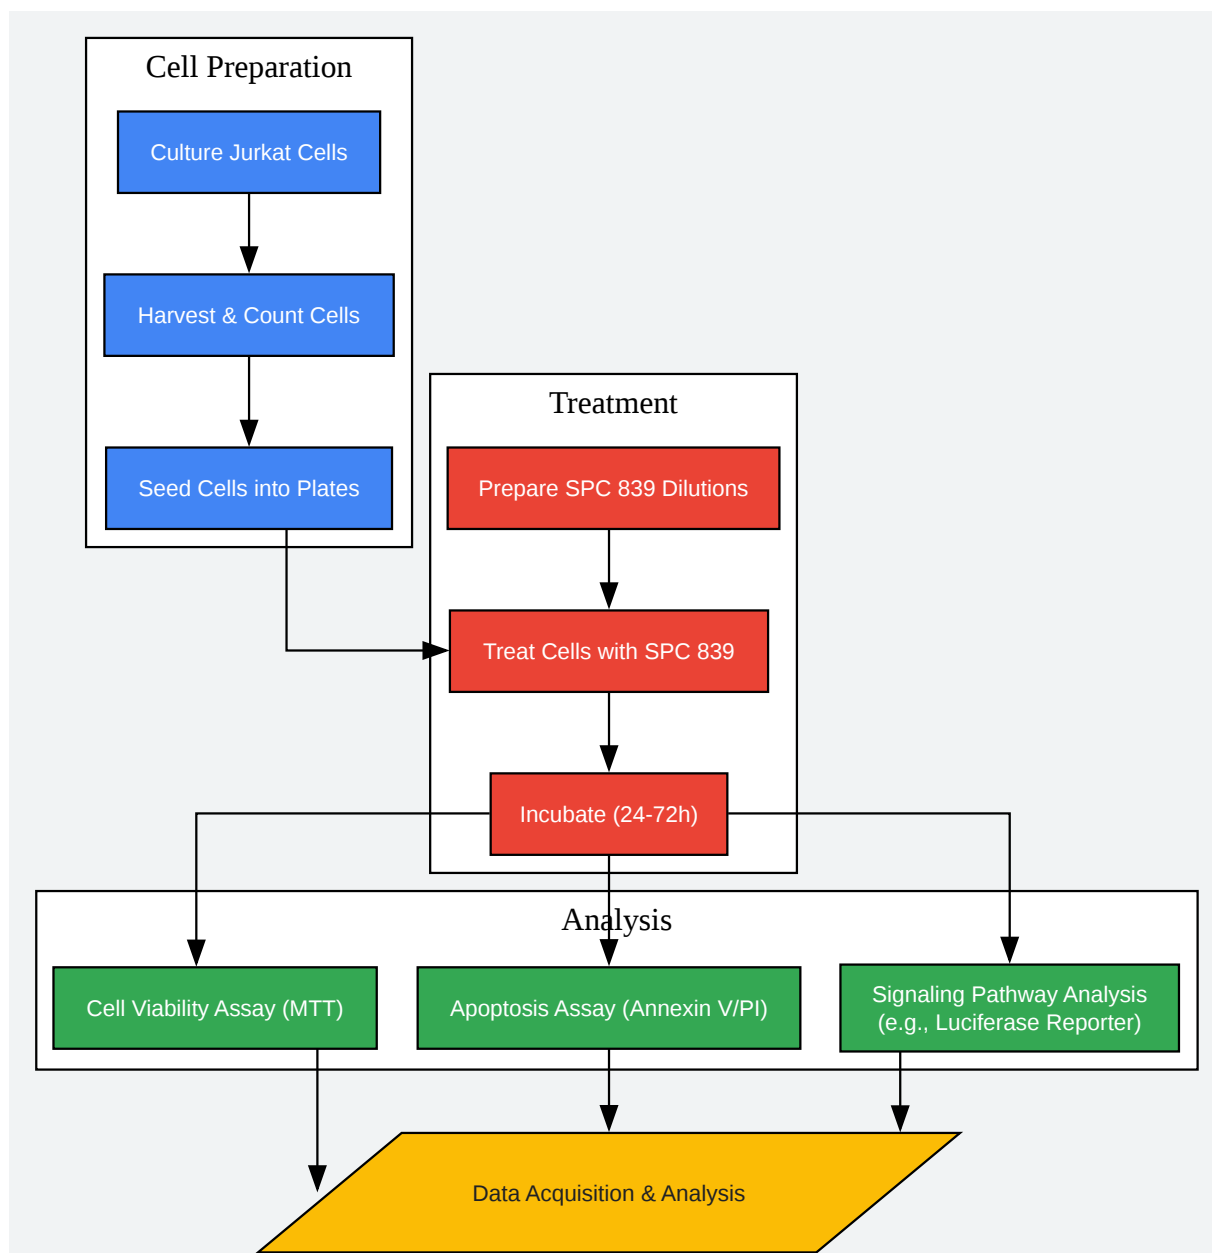 Cell Preparation
Culture Jurkat Cells
Harvest & Count Cells
Seed Cells into Plates
Treatment
Prepare SPC 839 Dilutions
Treat Cells with SPC 839
Incubate (24-72h)
Analysis
Cell Viability Assay (MTT)
Apoptosis Assay (Annexin V/PI)
Signaling Pathway Analysis
(e.g., Luciferase Reporter)
Data Acquisition & Analysis